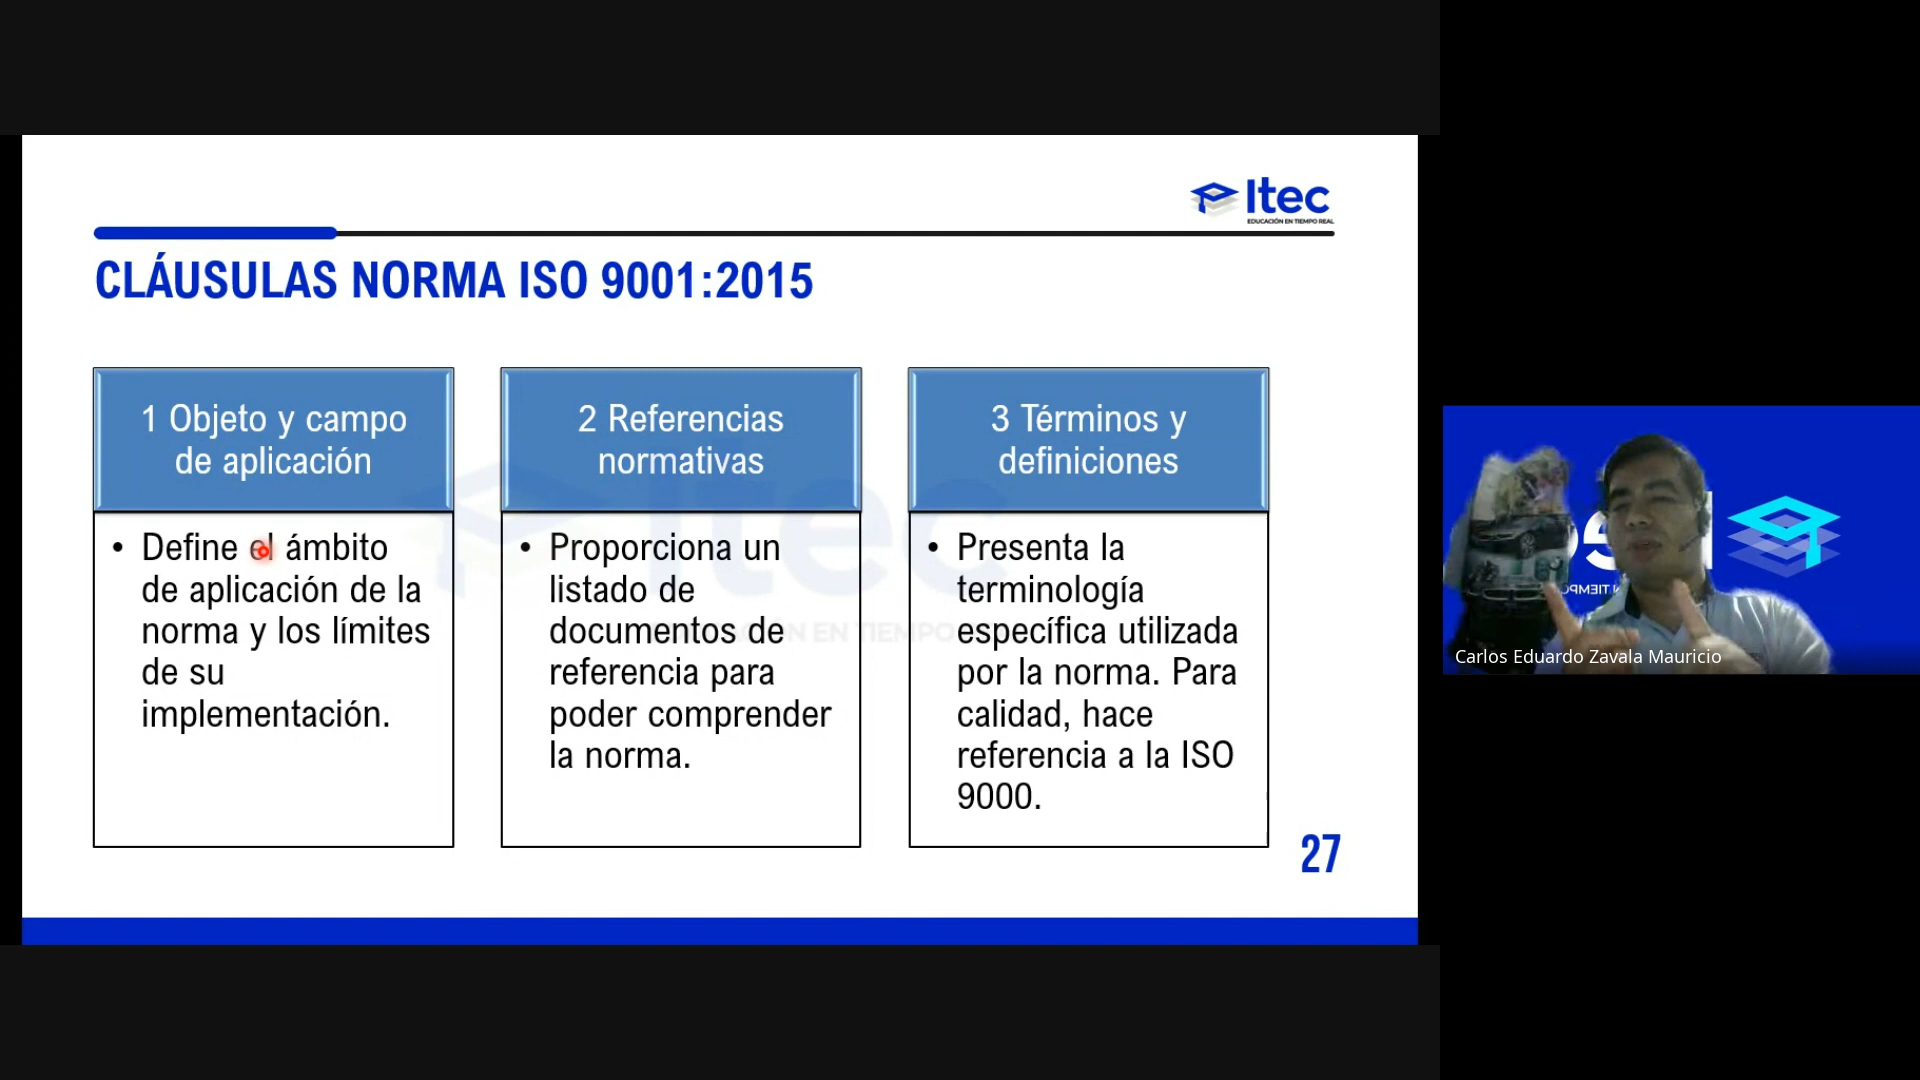 Itec
EDUCACIÓN EN TIEMPO REAL
CLÁUSULAS NORMA ISO 9001:2015
1 Objeto y campo
de aplicación
• Define el ámbito
de aplicación de la
norma y los límites
de su
implementación.
2 Referencias
normativas
• Proporciona un
listado de
documentos de
referencia para
poder comprender
la norma.
3 Términos y
definiciones
• Presenta la
terminología
específica utilizada
por la norma. Para
calidad, hace
referencia a la ISO
9000.
27
Carlos Eduardo Zavala Mauricio